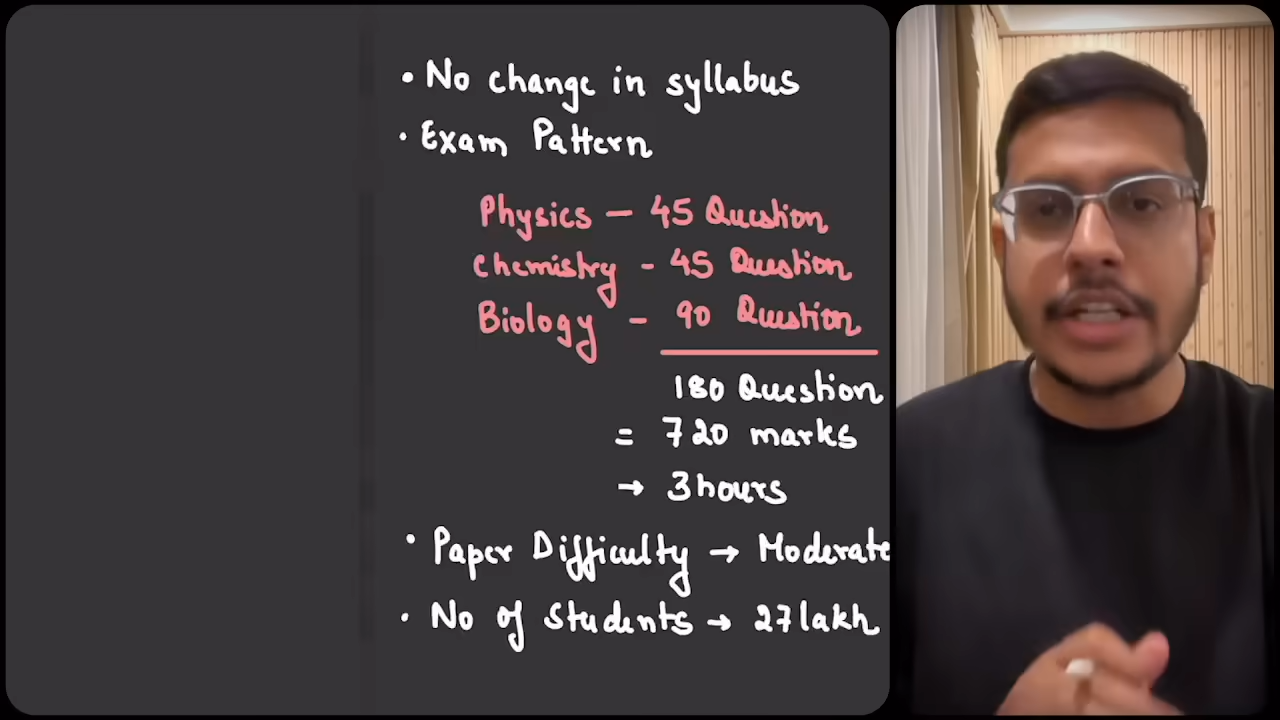 • No change in syllabus
• Exam Pattern
Physics — 45 Question
Chemistry - 45 Question
Biology - 90 Question
180 Question
= 720 marks
→ 3 hours
• Paper Difficulty → Moderate
• No of Students → 27 lakh